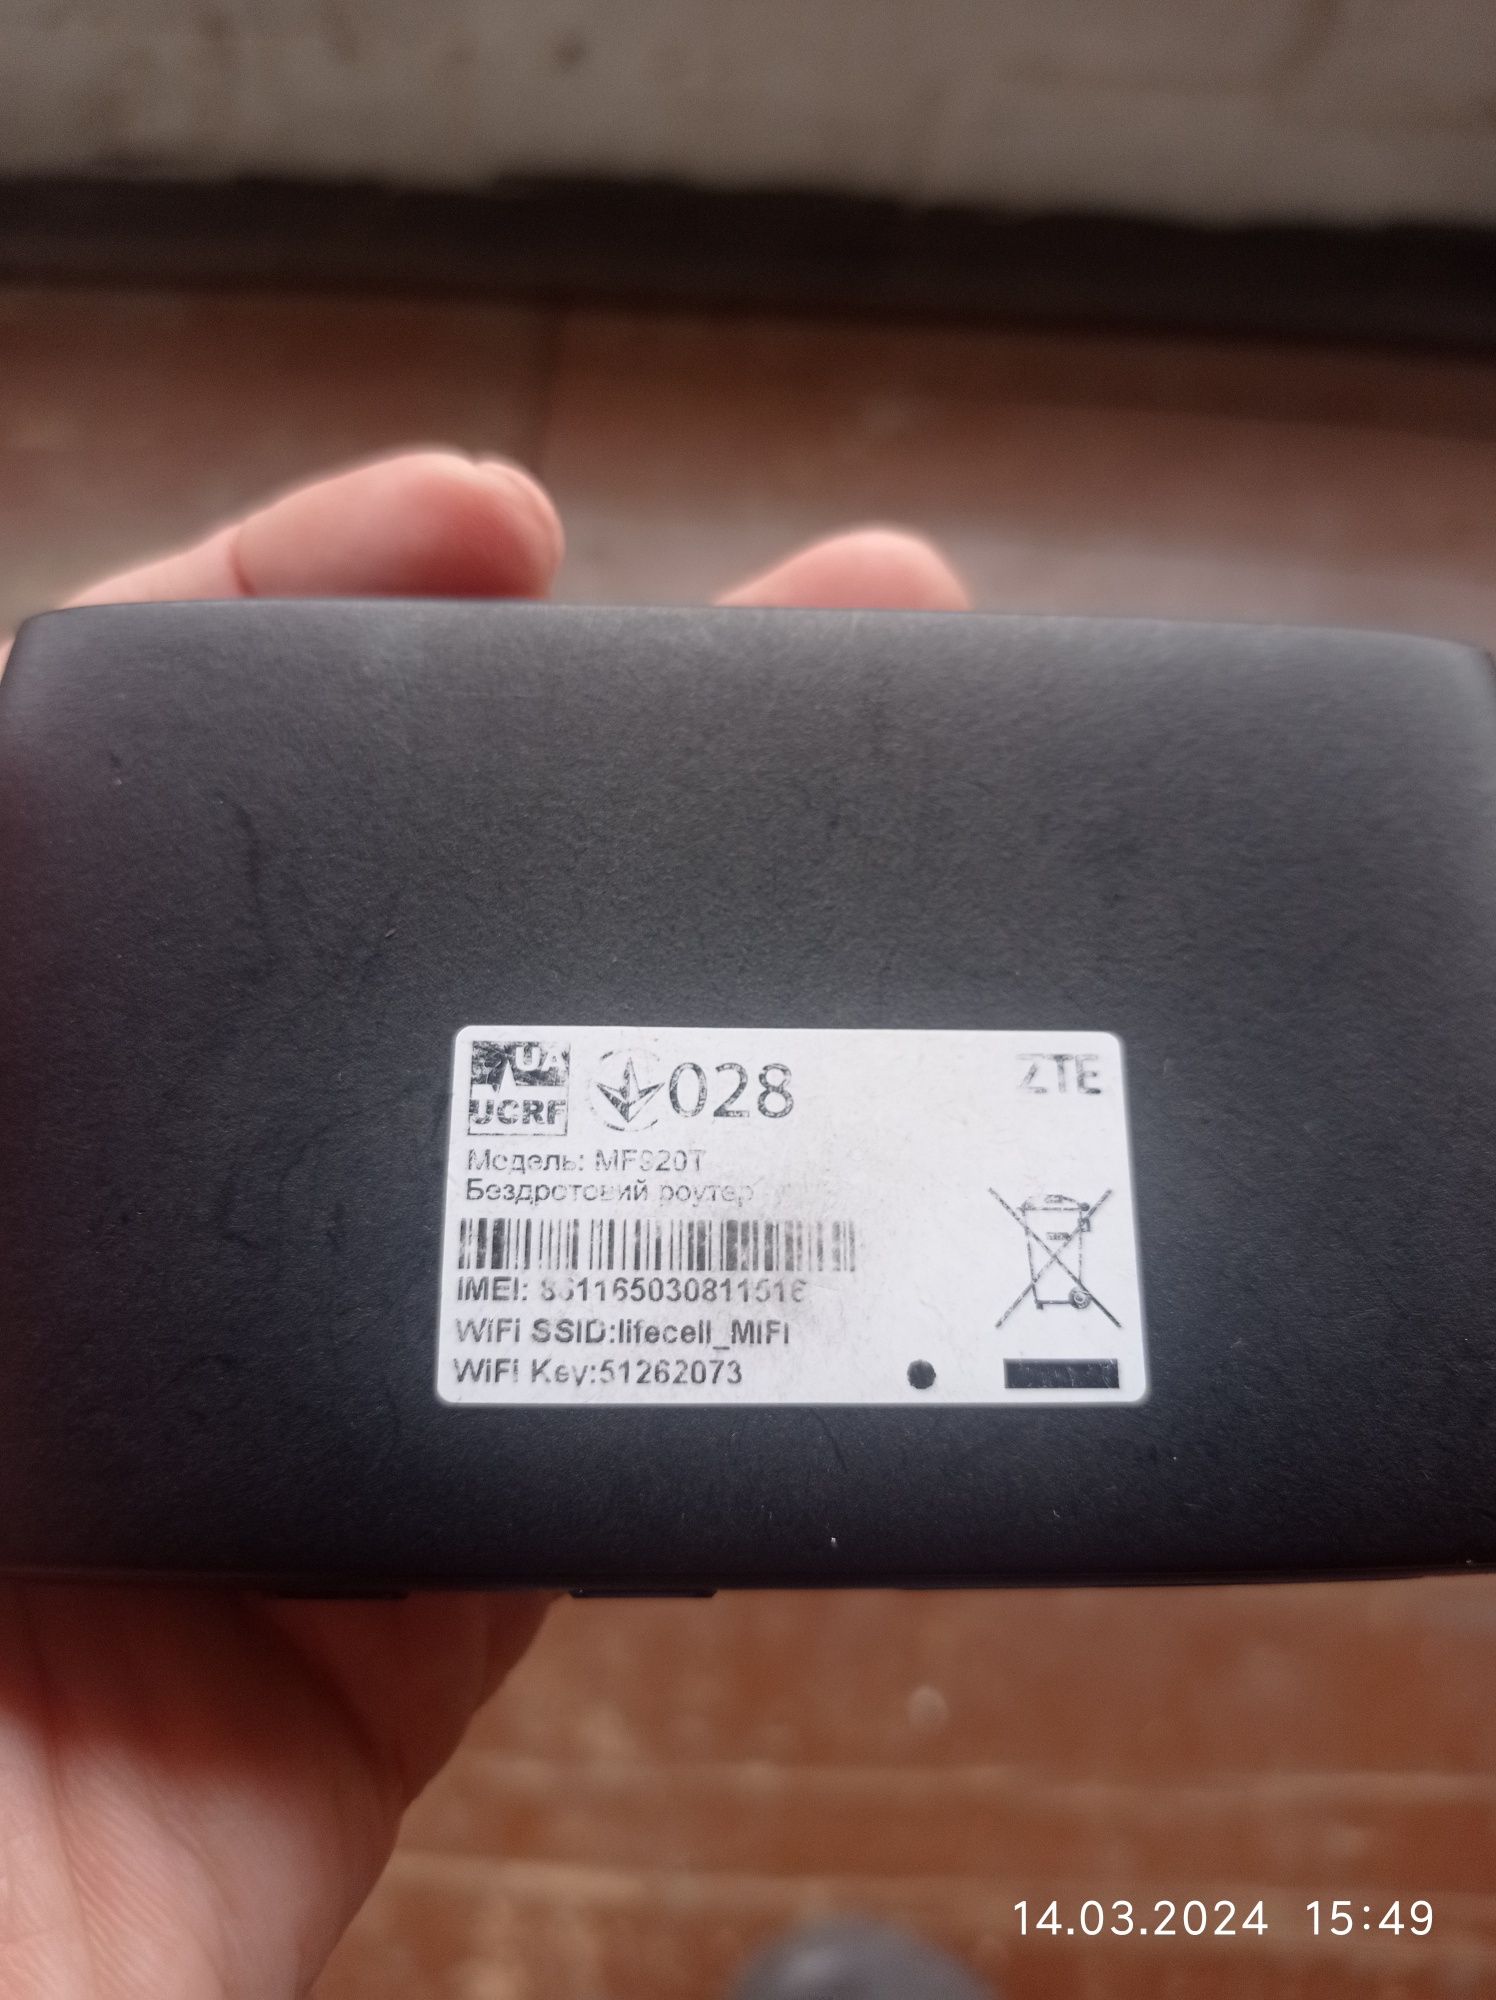 UA
UCRF
028
ZTE
Модель: MF920T
Бездротовий роутер
IMEI: 861165030811516
WiFi SSID:lifecell_MIFI
WiFi Key:51262073
14.03.2024 15:49